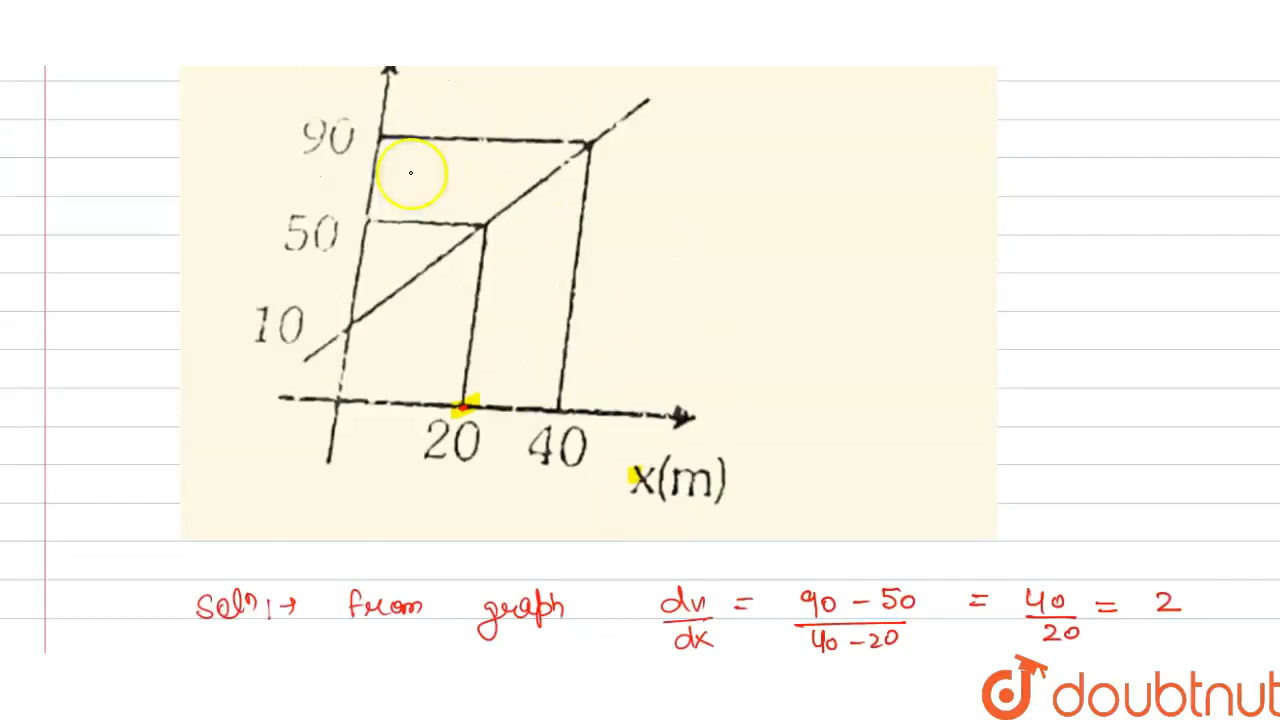 90
50
10
20 40
x(m)
Soln: → from graph dv/dx = 90 - 50 / 40 - 20 = 40/20 = 2
doubtnut